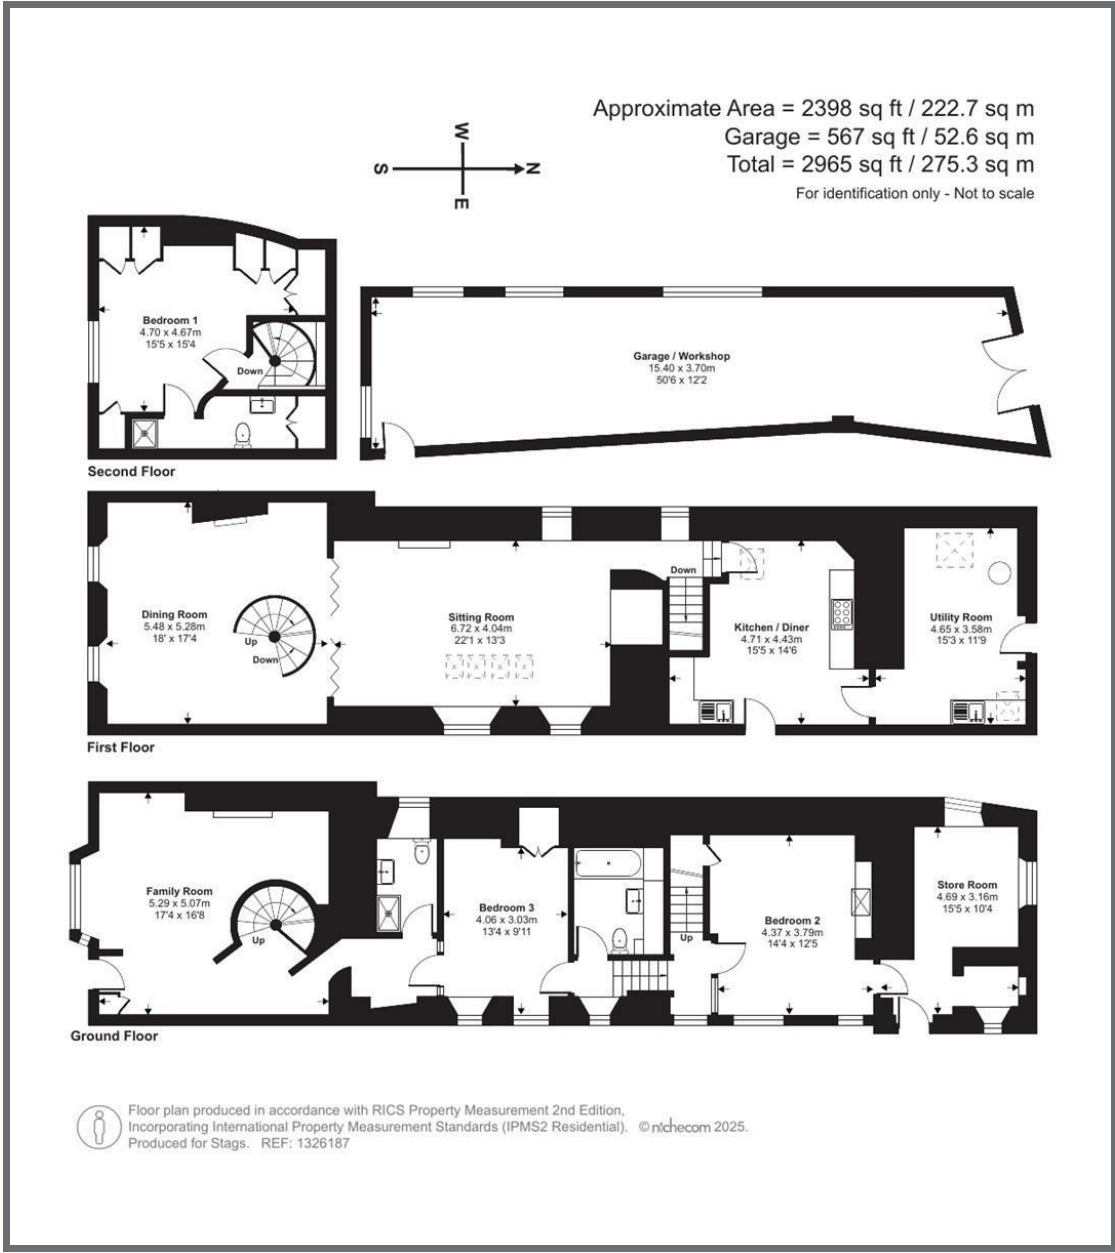 Approximate Area = 2398 sq ft / 222.7 sq m
Garage = 567 sq ft / 52.6 sq m
Total = 2965 sq ft / 275.3 sq m
For identification only - Not to scale
W
S
N
E
Bedroom 1
4.70 x 4.67m
15'5 x 15'4
Down
Second Floor
Garage / Workshop
15.40 x 3.70m
50'6 x 12'2
Dining Room
5.48 x 5.28m
18' x 17'4
Up
Down
Sitting Room
6.72 x 4.04m
22'1 x 13'3
Down
Kitchen / Diner
4.71 x 4.43m
15'5 x 14'6
Utility Room
4.65 x 3.58m
15'3 x 11'9
First Floor
Family Room
5.29 x 5.07m
17'4 x 16'8
Up
Bedroom 3
4.06 x 3.03m
13'4 x 9'11
Up
Bedroom 2
4.37 x 3.79m
14'4 x 12'5
Store Room
4.69 x 3.16m
15'5 x 10'4
Ground Floor
Floor plan produced in accordance with RICS Property Measurement 2nd Edition,
Incorporating International Property Measurement Standards (IPMS2 Residential). © nichecom 2025.
Produced for Stags. REF: 1326187